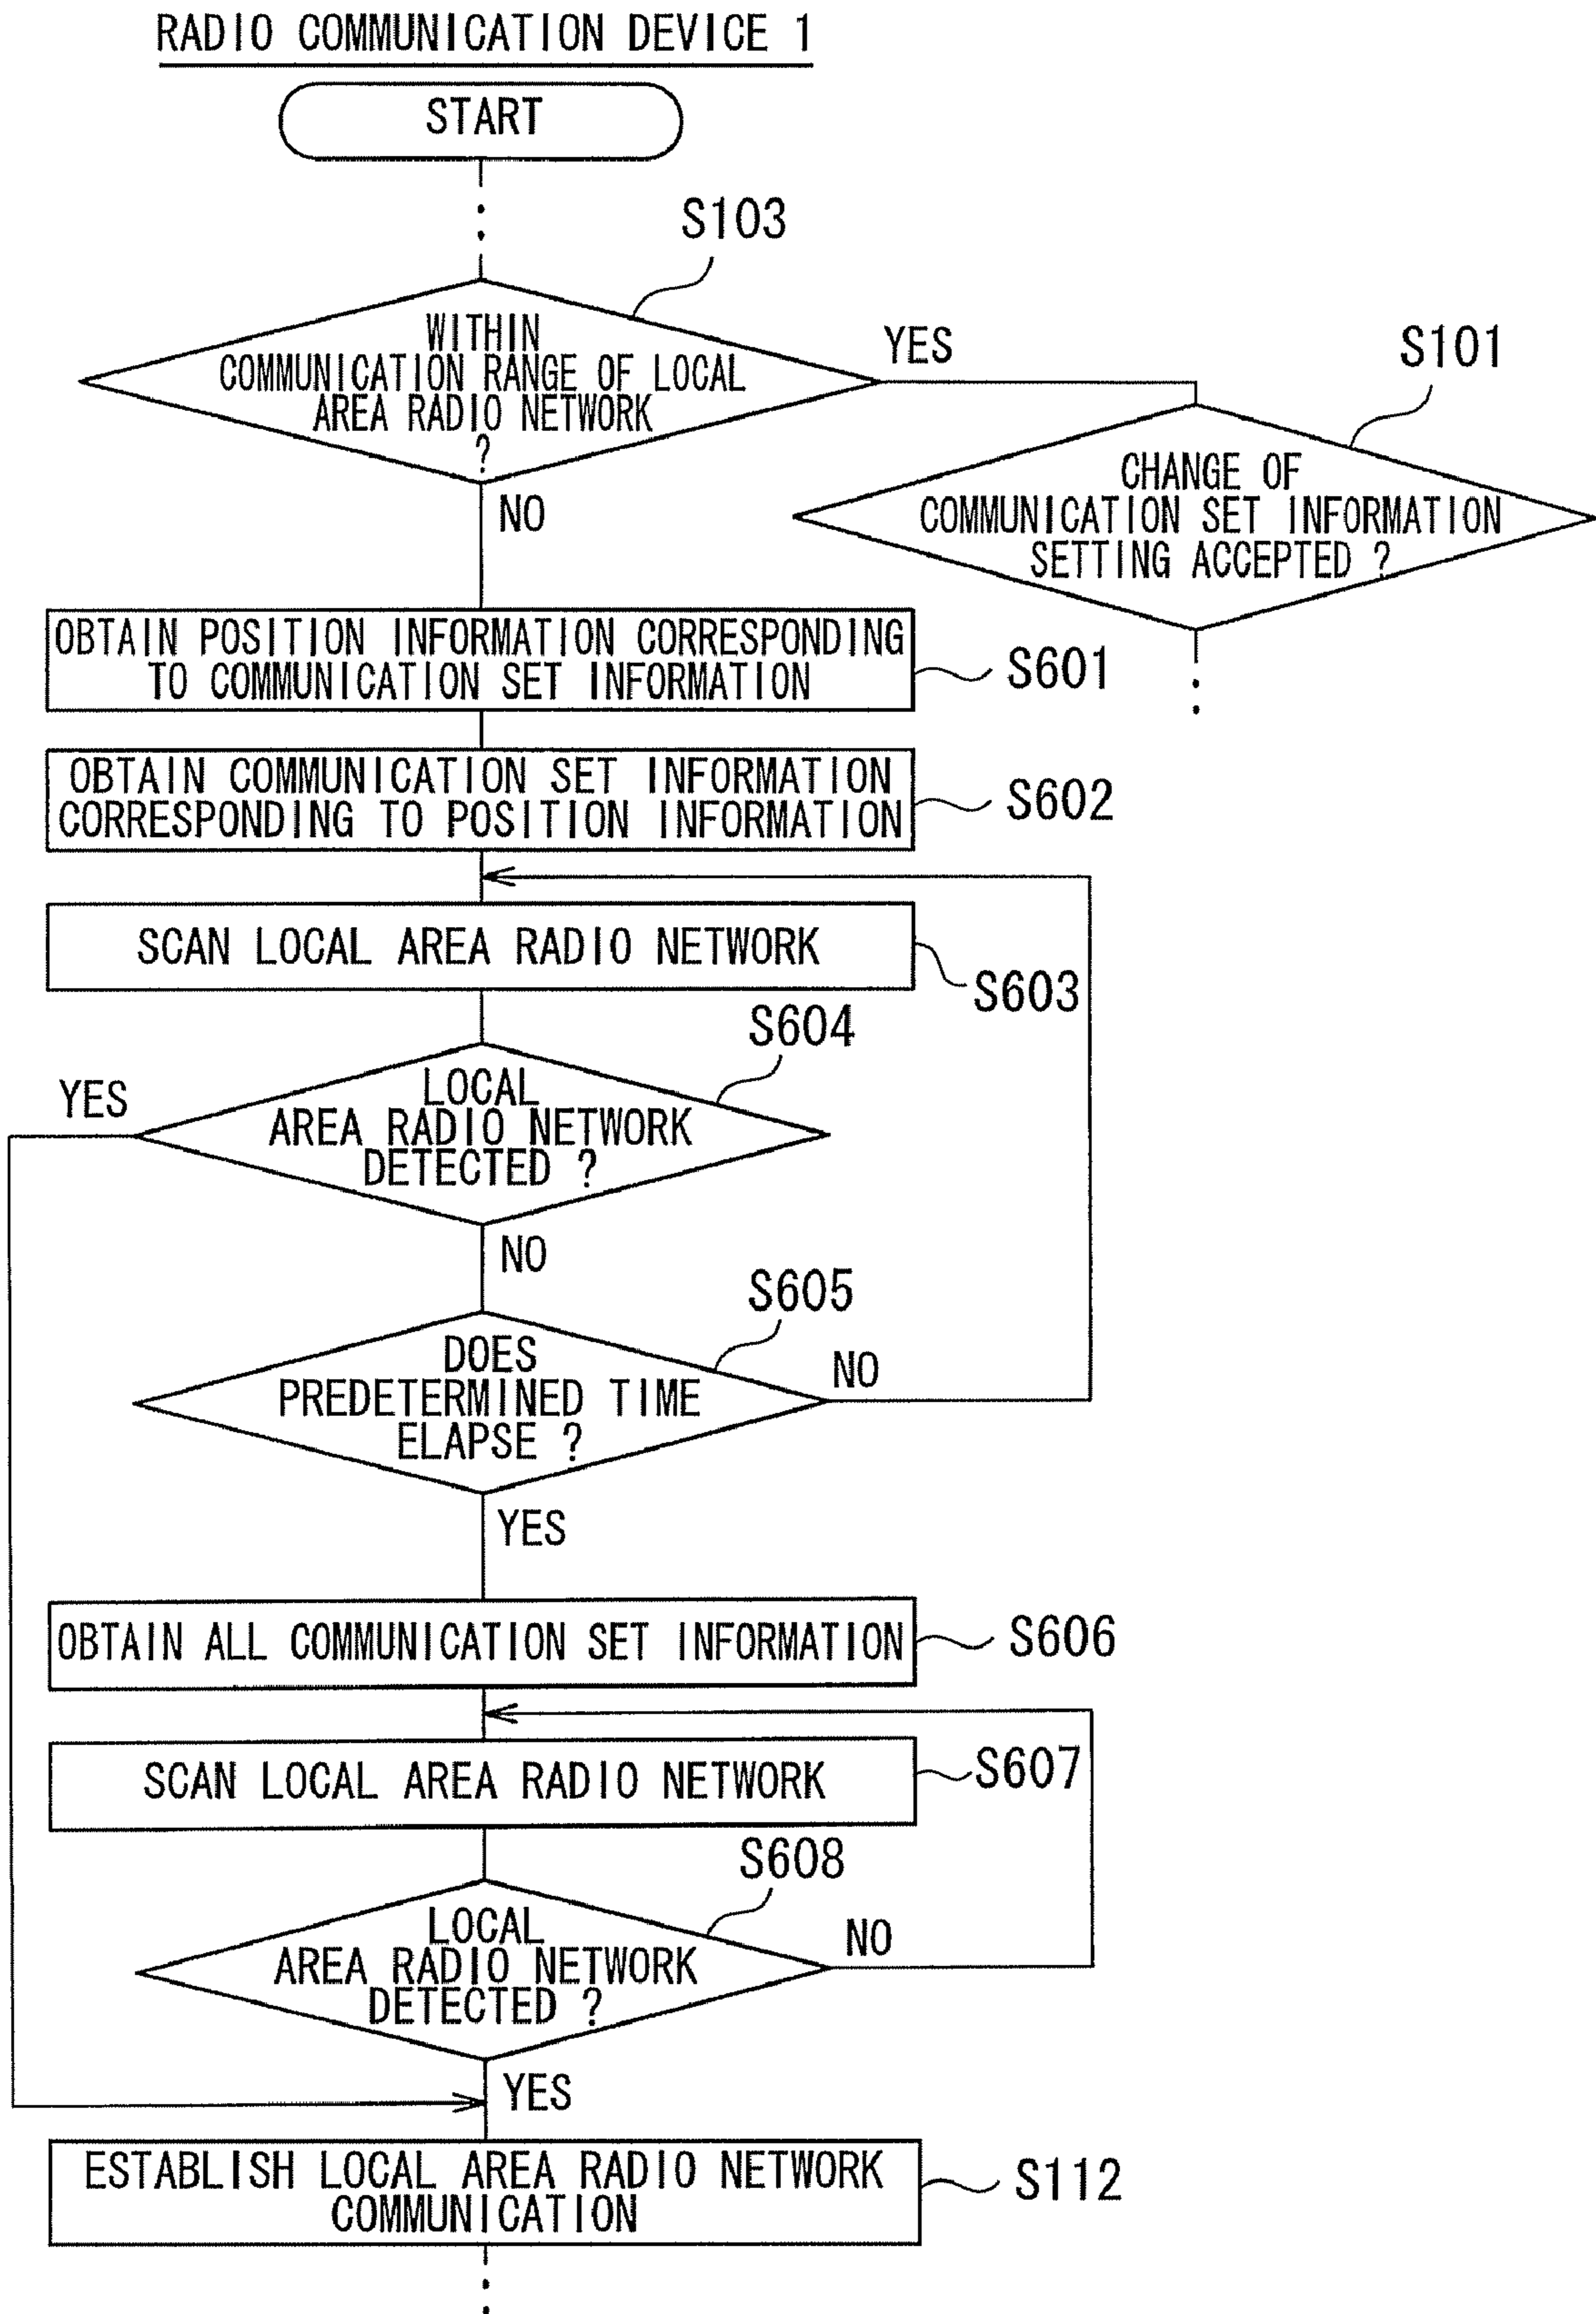 RADIO COMMUNICATION DEVICE 1
START
S103
WITHIN
COMMUNICATION RANGE OF LOCAL
AREA RADIO NETWORK
?
YES
S101
CHANGE OF
COMMUNICATION SET INFORMATION
SETTING ACCEPTED ?
NO
OBTAIN POSITION INFORMATION CORRESPONDING
TO COMMUNICATION SET INFORMATION
S601
OBTAIN COMMUNICATION SET INFORMATION
CORRESPONDING TO POSITION INFORMATION
S602
SCAN LOCAL AREA RADIO NETWORK
S603
S604
YES
LOCAL
AREA RADIO NETWORK
DETECTED ?
NO
S605
DOES
PREDETERMINED TIME
ELAPSE ?
NO
YES
OBTAIN ALL COMMUNICATION SET INFORMATION
S606
SCAN LOCAL AREA RADIO NETWORK
S607
S608
LOCAL
AREA RADIO NETWORK
DETECTED ?
NO
YES
ESTABLISH LOCAL AREA RADIO NETWORK
COMMUNICATION
S112